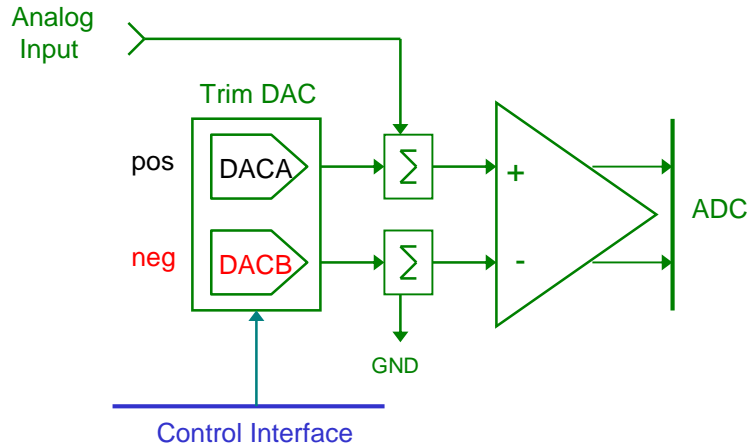 Analog
Input
Trim DAC
pos
DACA
∑
+
ADC
neg
DACB
∑
-
GND
Control Interface